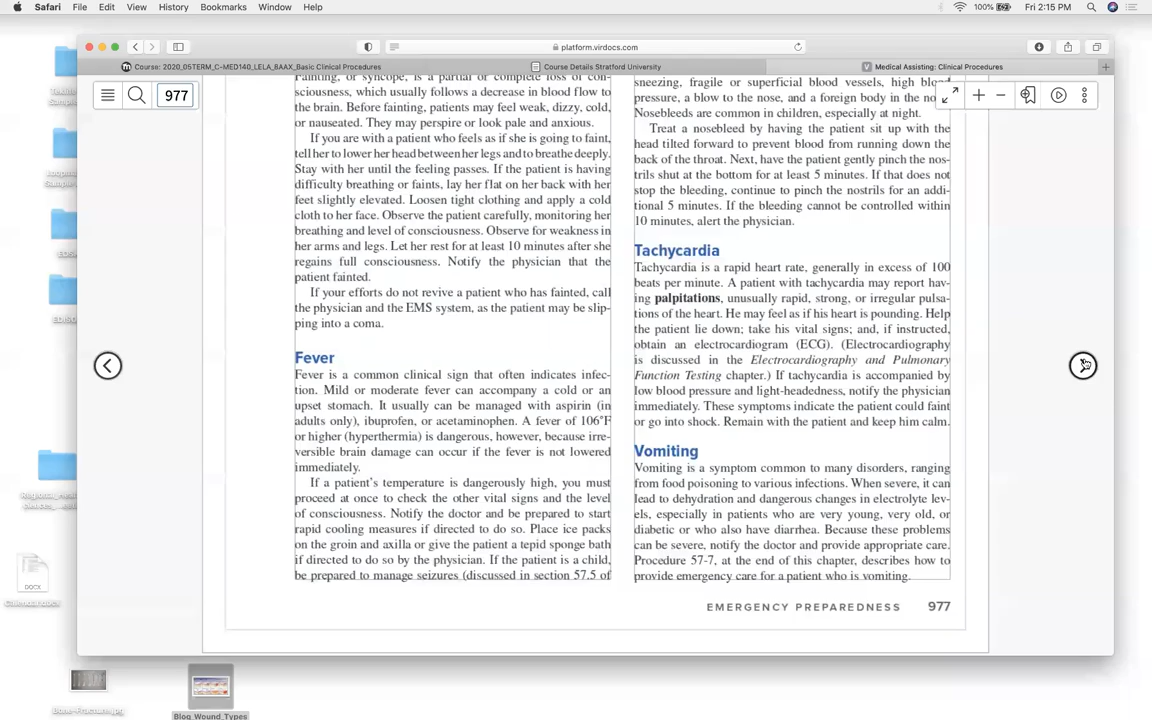 Safari File Edit View History Bookmarks Window Help
100% Fri 2:15 PM
platform.virdocs.com
Course: 2020_05TERM_C-MED140_LELA_8AAX_Basic Clinical Procedures
Course Details Stratford University
Medical Assisting: Clinical Procedures
977
Fainting, or syncope, is a partial or complete loss of con-
sciousness, which usually follows a decrease in blood flow to
the brain. Before fainting, patients may feel weak, dizzy, cold,
or nauseated. They may perspire or look pale and anxious.
If you are with a patient who feels as if she is going to faint,
tell her to lower her head between her legs and to breathe deeply.
Stay with her until the feeling passes. If the patient is having
difficulty breathing or faints, lay her flat on her back with her
feet slightly elevated. Loosen tight clothing and apply a cold
cloth to her face. Observe the patient carefully, monitoring her
breathing and level of consciousness. Observe for weakness in
her arms and legs. Let her rest for at least 10 minutes after she
regains full consciousness. Notify the physician that the
patient fainted.
If your efforts do not revive a patient who has fainted, call
the physician and the EMS system, as the patient may be slip-
ping into a coma.
Fever
Fever is a common clinical sign that often indicates infec-
tion. Mild or moderate fever can accompany a cold or an
upset stomach. It usually can be managed with aspirin (in
adults only), ibuprofen, or acetaminophen. A fever of 106°F
or higher (hyperthermia) is dangerous, however, because irre-
versible brain damage can occur if the fever is not lowered
immediately.
If a patient's temperature is dangerously high, you must
proceed at once to check the other vital signs and the level
of consciousness. Notify the doctor and be prepared to start
rapid cooling measures if directed to do so. Place ice packs
on the groin and axilla or give the patient a tepid sponge bath
if directed to do so by the physician. If the patient is a child,
be prepared to manage seizures (discussed in section 57.5 of
sneezing, fragile or superficial blood vessels, high blood
pressure, a blow to the nose, and a foreign body in the
Nosebleeds are common in children, especially at night.
Treat a nosebleed by having the patient sit up with the
head tilted forward to prevent blood from running down the
back of the throat. Next, have the patient gently pinch the nos-
trils shut at the bottom for at least 5 minutes. If that does not
stop the bleeding, continue to pinch the nostrils for an addi-
tional 5 minutes. If the bleeding cannot be controlled within
10 minutes, alert the physician.
Tachycardia
Tachycardia is a rapid heart rate, generally in excess of 100
beats per minute. A patient with tachycardia may report hav-
ing palpitations, unusually rapid, strong, or irregular pulsa-
tions of the heart. He may feel as if his heart is pounding. Help
the patient lie down; take his vital signs; and, if instructed,
obtain an electrocardiogram (ECG). (Electrocardiography
is discussed in the Electrocardiography and Pulmonary
Function Testing chapter.) If tachycardia is accompanied by
low blood pressure and light-headedness, notify the physician
immediately. These symptoms indicate the patient could faint
or go into shock. Remain with the patient and keep him calm.
Vomiting
Vomiting is a symptom common to many disorders, ranging
from food poisoning to various infections. When severe, it can
lead to dehydration and dangerous changes in electrolyte lev-
els, especially in patients who are very young, very old, or
diabetic or who also have diarrhea. Because these problems
can be severe, notify the doctor and provide appropriate care.
Procedure 57-7, at the end of this chapter, describes how to
provide emergency care for a patient who is vomiting.
EMERGENCY PREPAREDNESS 977
DOCX
Calendar.docx
Bone-Fracture.jpg
Blog_Wound_Types